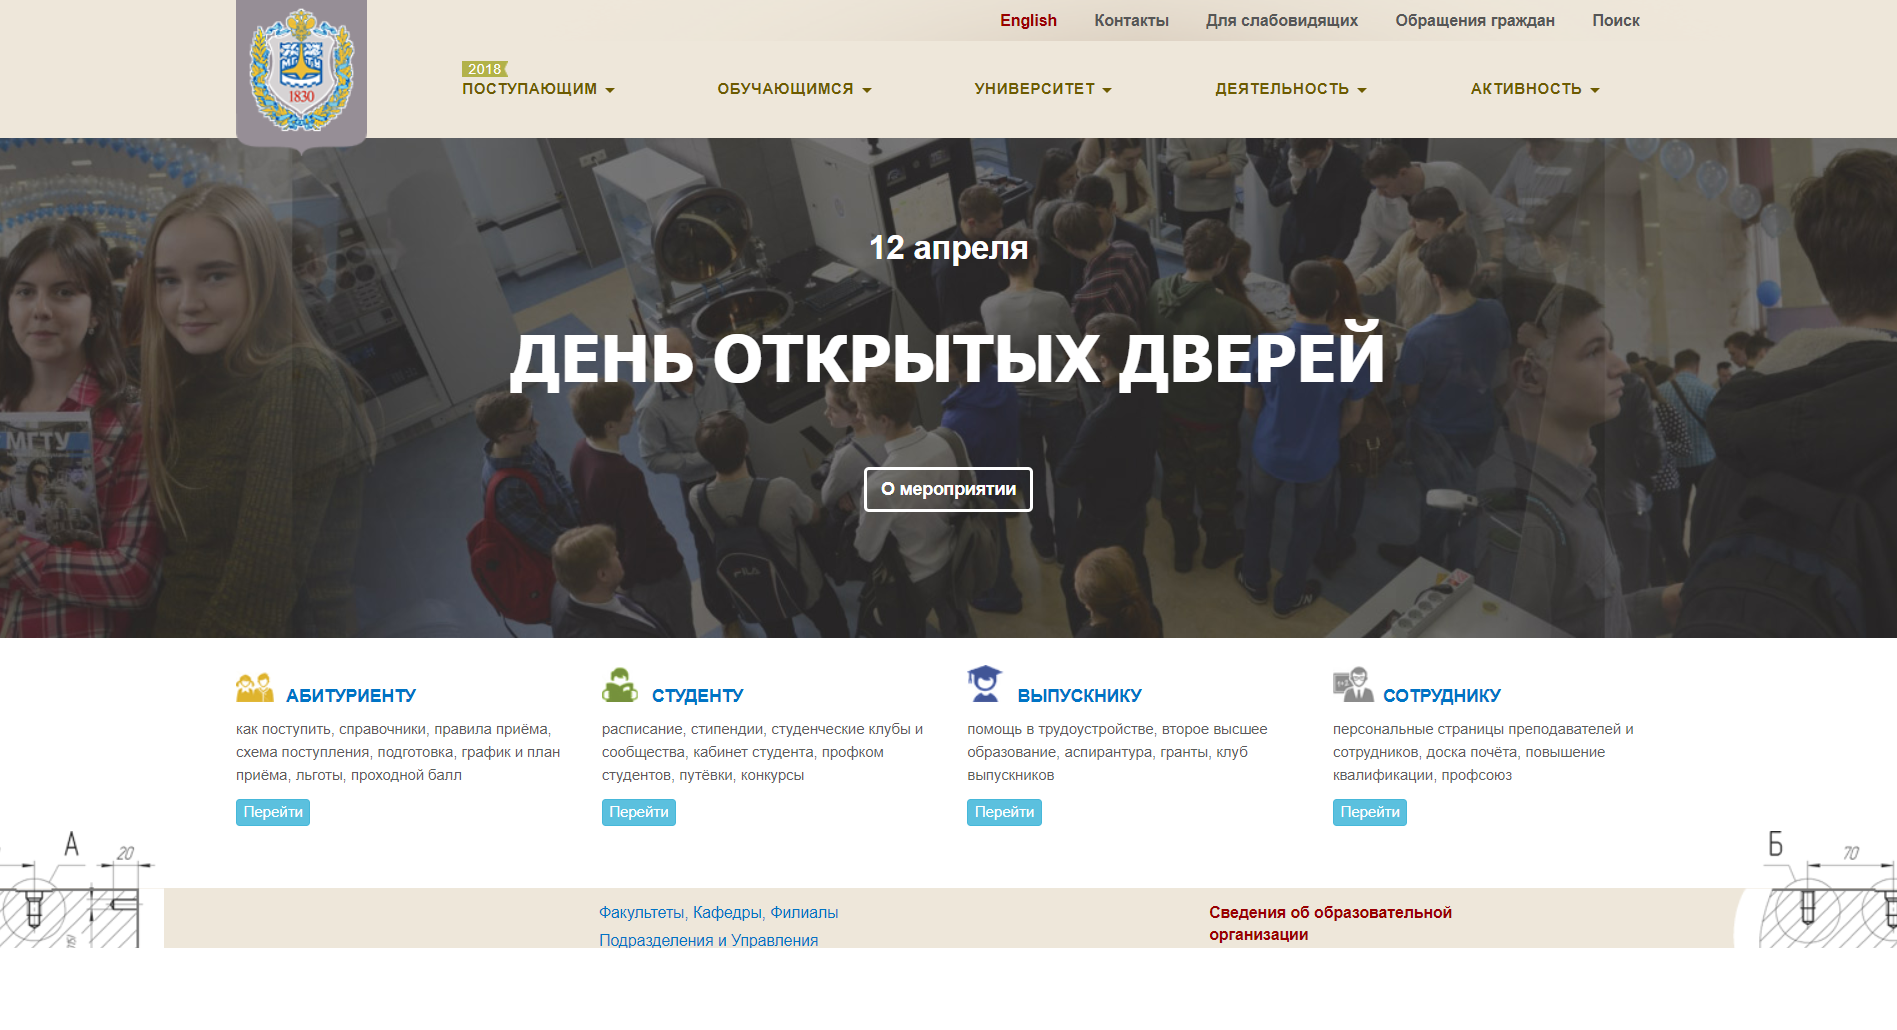 English Контакты Для слабовидящих Обращения граждан Поиск
МГТУ
1830
2018
ПОСТУПАЮЩИМ ОБУЧАЮЩИМСЯ УНИВЕРСИТЕТ ДЕЯТЕЛЬНОСТЬ АКТИВНОСТЬ
12 апреля
ДЕНЬ ОТКРЫТЫХ ДВЕРЕЙ
МГТУ
О мероприятии
АБИТУРИЕНТУ
как поступить, справочники, правила приёма,
схема поступления, подготовка, график и план
приёма, льготы, проходной балл
Перейти
СТУДЕНТУ
расписание, стипендии, студенческие клубы и
сообщества, кабинет студента, профком
студентов, путёвки, конкурсы
Перейти
ВЫПУСКНИКУ
помощь в трудоустройстве, второе высшее
образование, аспирантура, гранты, клуб
выпускников
Перейти
СОТРУДНИКУ
персональные страницы преподавателей и
сотрудников, доска почёта, повышение
квалификации, профсоюз
Перейти
А
20
Б
70
Факультеты, Кафедры, Филиалы
Подразделения и Управления
Сведения об образовательной
организации